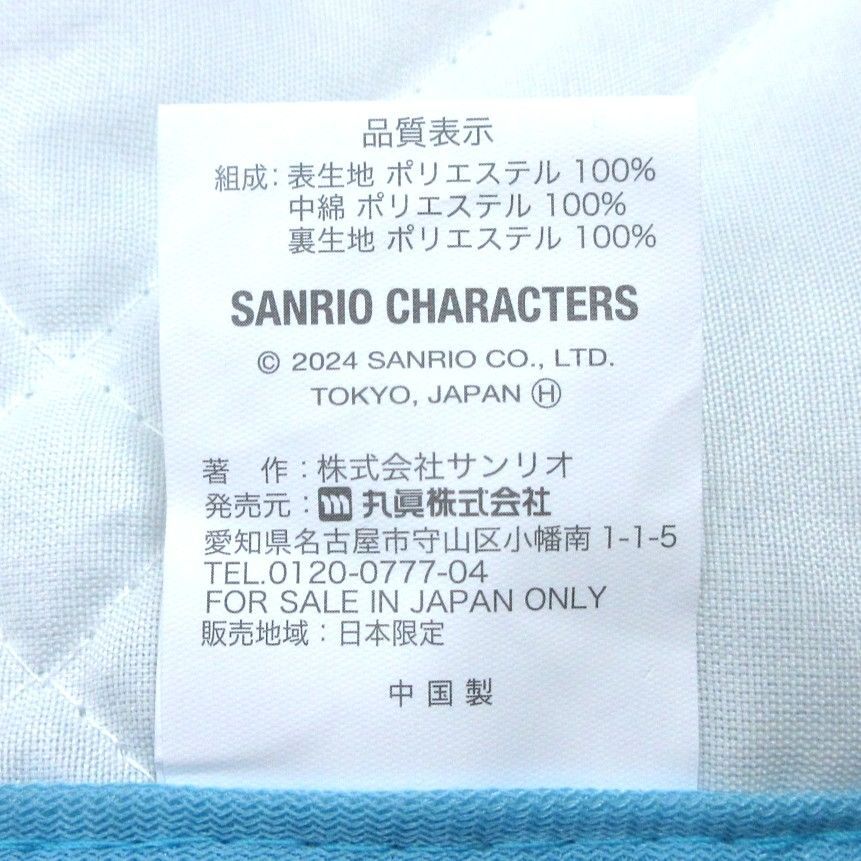 品質表示
組成: 表生地 ポリエステル 100%
中綿 ポリエステル 100%
裏生地 ポリエステル 100%
SANRIO CHARACTERS
© 2024 SANRIO CO., LTD.
TOKYO, JAPAN Ⓗ
著　作：株式会社サンリオ
発売元：丸眞株式会社
愛知県名古屋市守山区小幡南 1-1-5
TEL.0120-0777-04
FOR SALE IN JAPAN ONLY
販売地域：日本限定
中国製